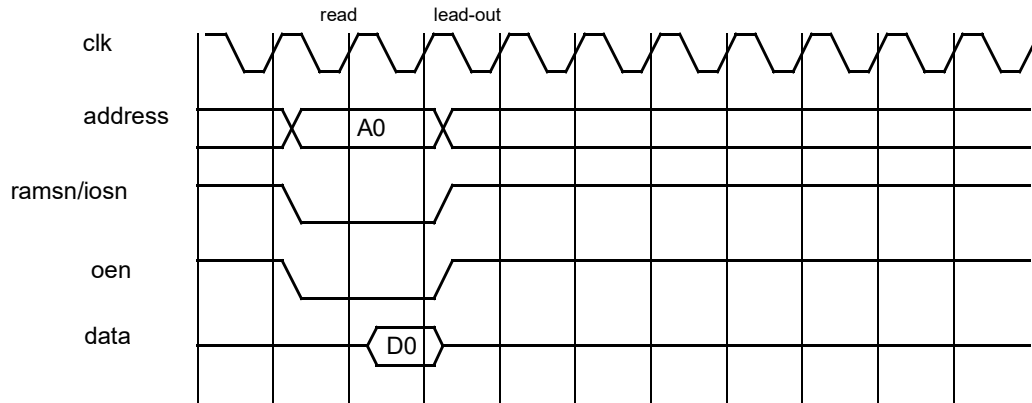 read lead-out
clk
address
A0
ramsn/iosn
oen
data
D0